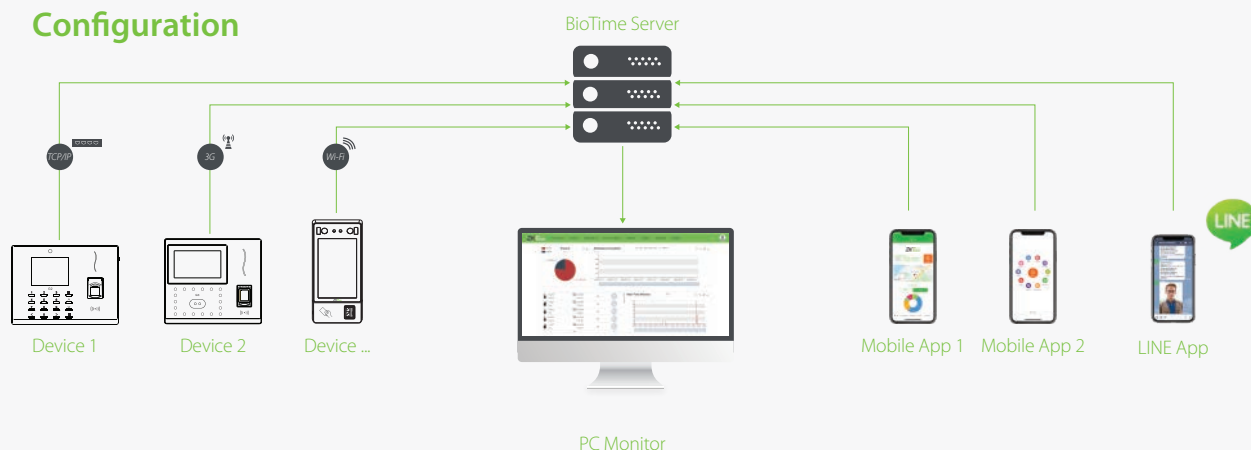 Configuration
BioTime Server
TCP/IP
3G
Wi-Fi
LINE
Device 1
Device 2
Device ...
Mobile App 1
Mobile App 2
LINE App
PC Monitor